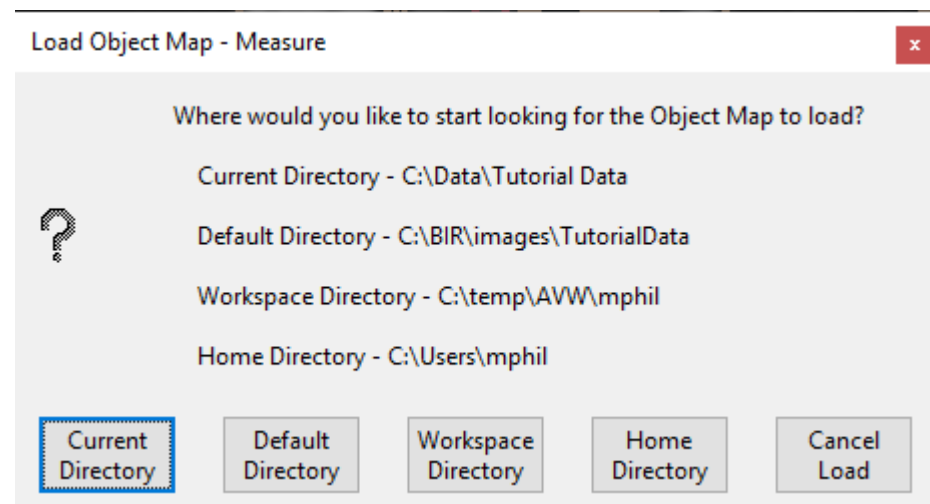 Load Object Map - Measure
x
Where would you like to start looking for the Object Map to load?
Current Directory - C:\Data\Tutorial Data
Default Directory - C:\BIR\images\TutorialData
Workspace Directory - C:\temp\AVW\mphil
Home Directory - C:\Users\mphil
?
Current Directory
Default Directory
Workspace Directory
Home Directory
Cancel Load